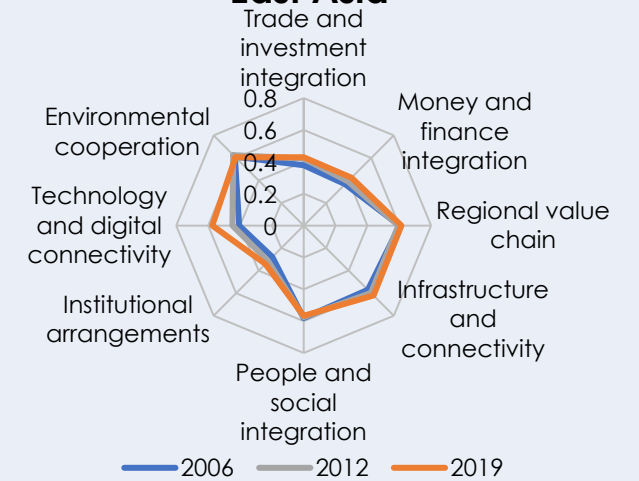 East Asia
Trade and
investment
integration
0.8
0.6
0.4
0.2
0
Money and
finance
integration
Regional value
chain
Infrastructure
and
connectivity
People and
social
integration
Institutional
arrangements
Technology
and digital
connectivity
Environmental
cooperation
2006
2012
2019